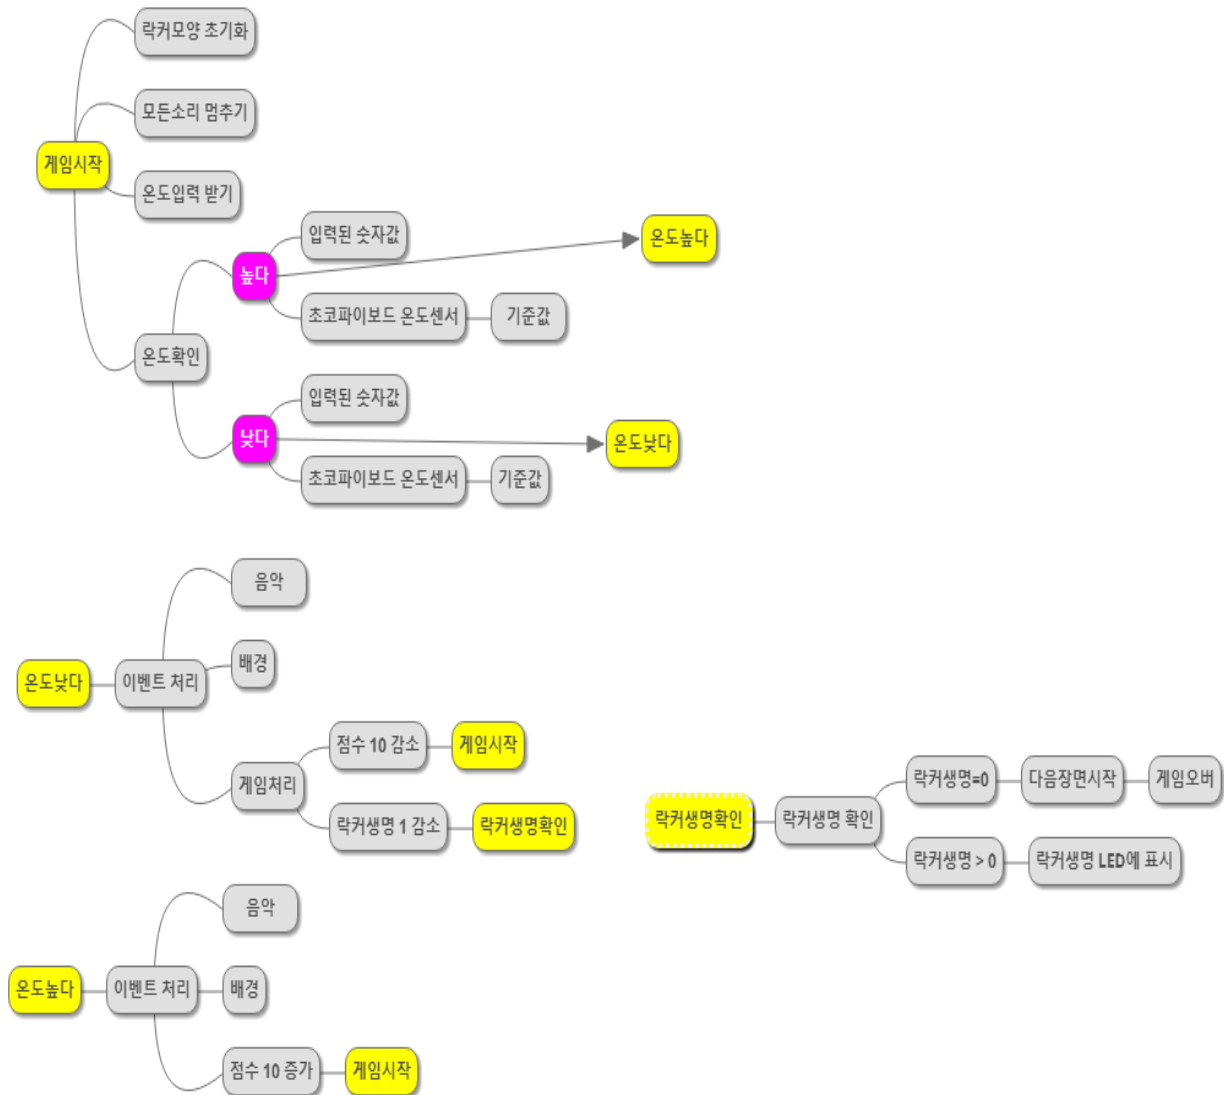 락커모양 초기화
모든소리 멈추기
게임시작
온도입력 받기
입력된 숫자값
온도높다
높다
초코파이보드 온도센서
기준값
온도확인
입력된 숫자값
낮다
온도낮다
초코파이보드 온도센서
기준값
음악
배경
온도낮다
이벤트 처리
점수 10 감소
게임시작
게임처리
락커생명 1 감소
락커생명확인
락커생명=0
다음장면시작
게임오버
락커생명확인
락커생명 확인
락커생명 > 0
락커생명 LED에 표시
음악
온도높다
이벤트 처리
배경
점수 10 증가
게임시작